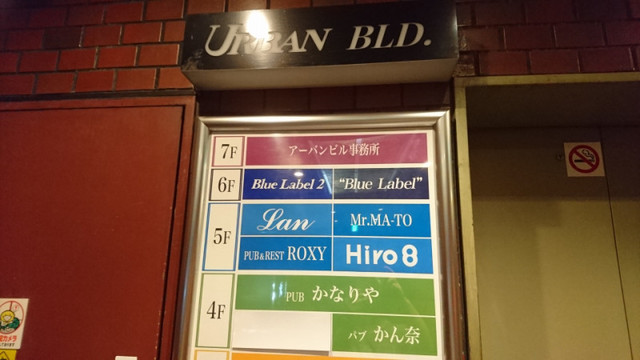 URBAN BLD.
7F アーバンビル事務所
6F Blue Label 2 "Blue Label"
5F Lan Mr.MA-TO
PUB&REST ROXY Hiro 8
4F PUB かなりや
パブ かん奈